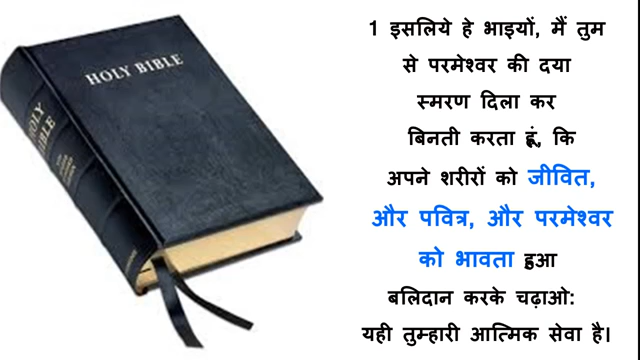 HOLY BIBLE
HOLY
BIBLE
1 इसलिये हे भाइयों, मैं तुम
से परमेश्वर की दया
स्मरण दिला कर
बिनती करता हूं, कि
अपने शरीरों को जीवित,
और पवित्र, और परमेश्वर
को भावता हुआ
बलिदान करके चढ़ाओ:
यही तुम्हारी आत्मिक सेवा है।